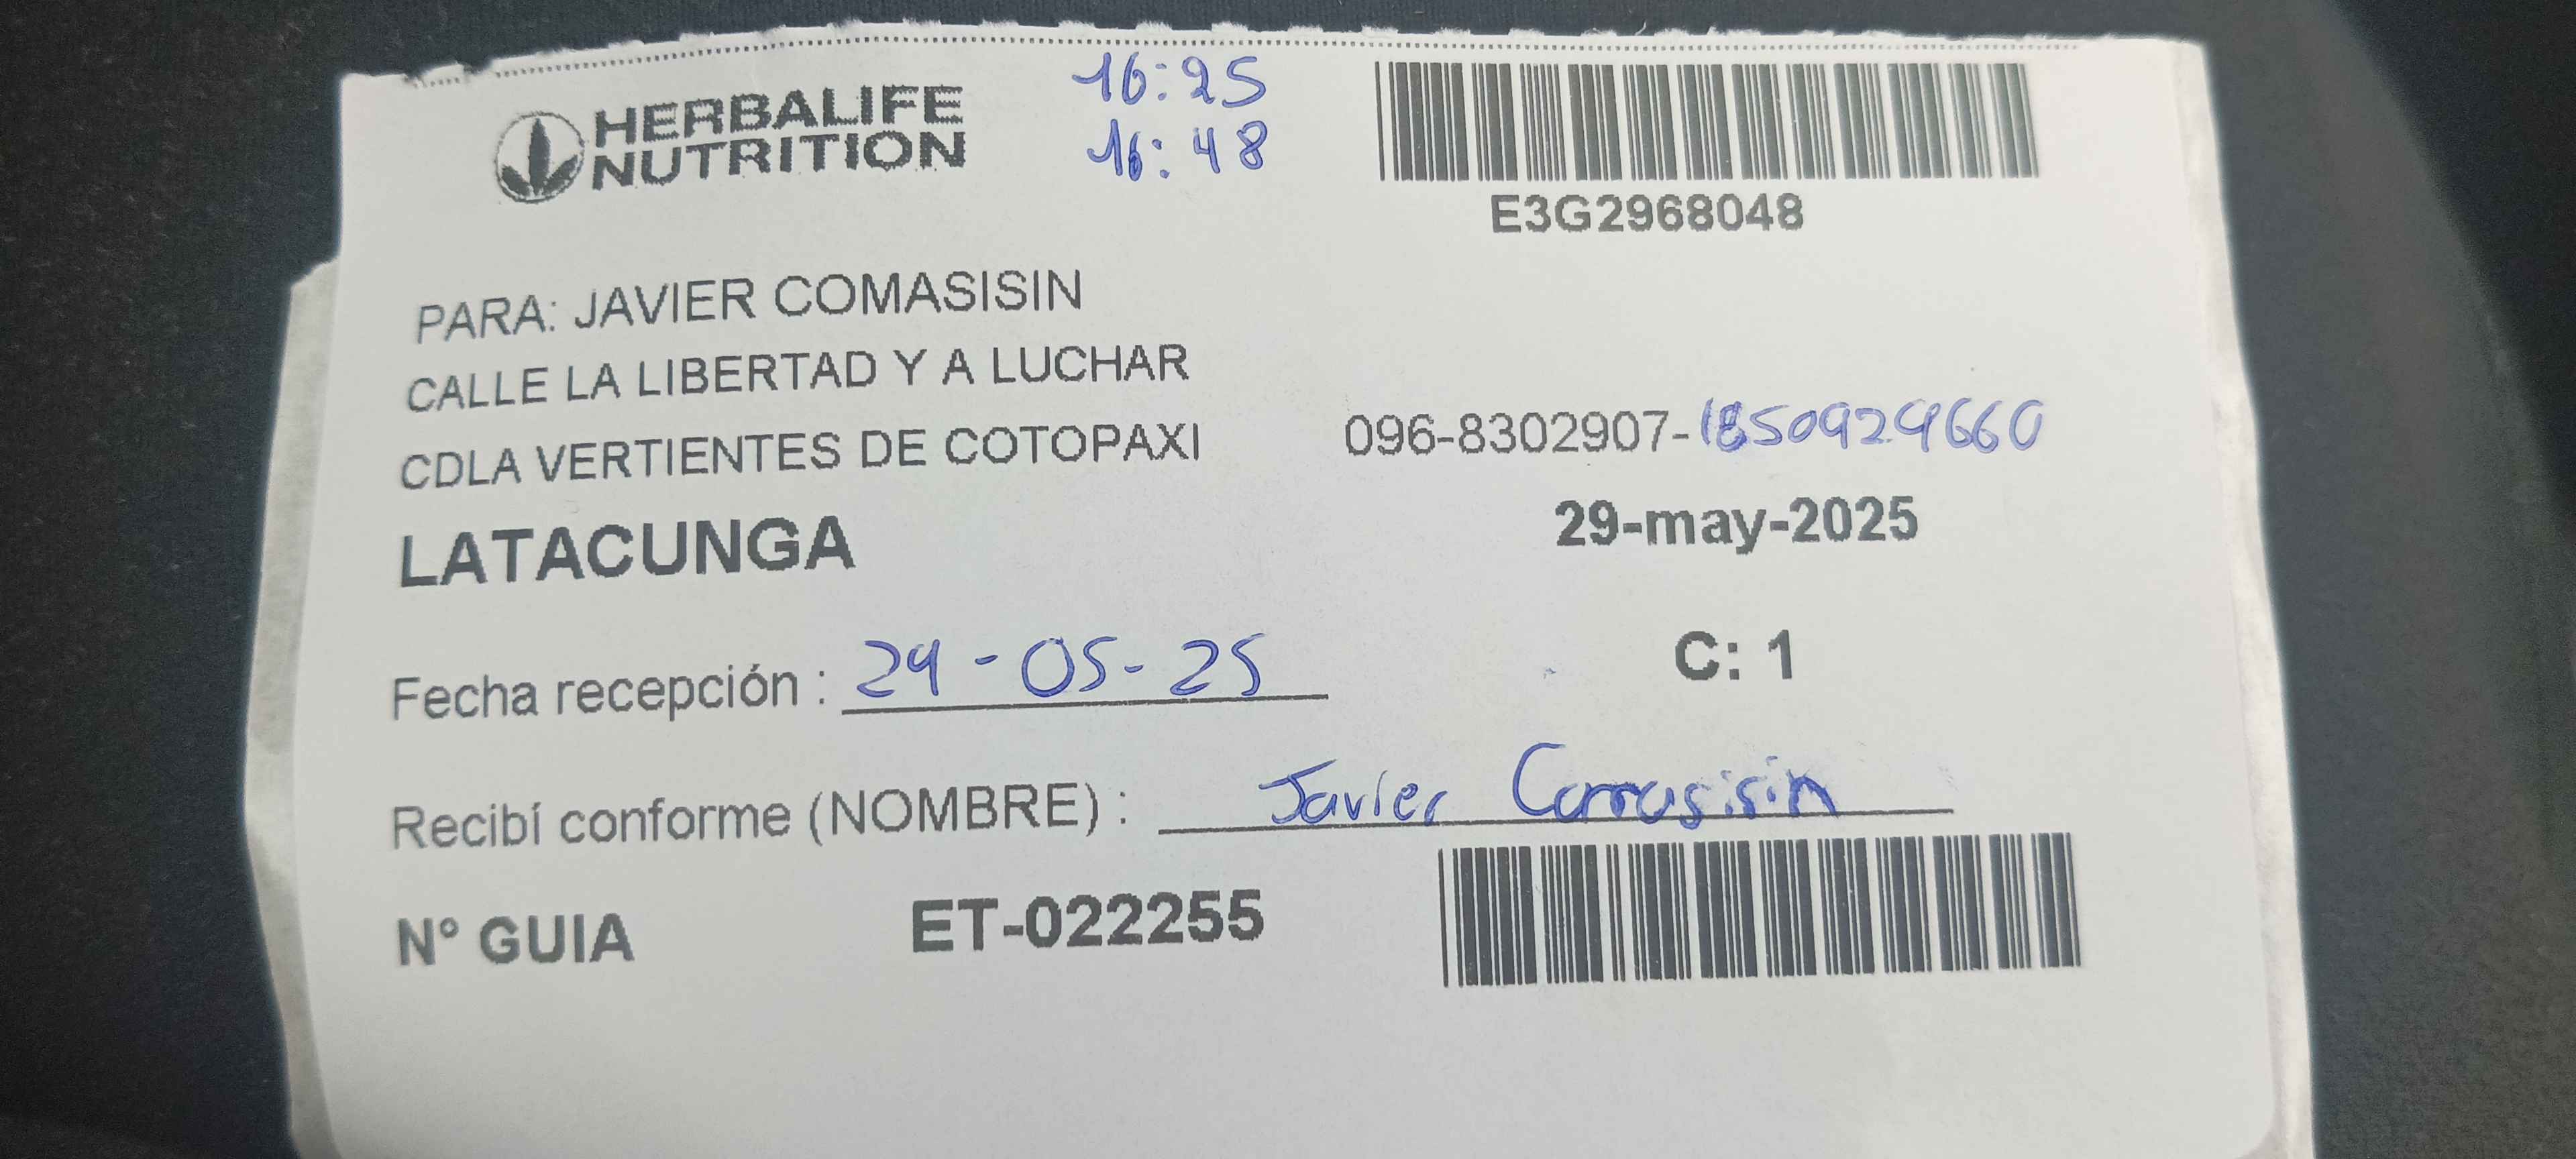 HERBALIFE
NUTRITION
16:25
16:48
E3G2968048
PARA: JAVIER COMASISIN
CALLE LA LIBERTAD Y A LUCHAR
CDLA VERTIENTES DE COTOPAXI
096-8302907-1850929660
LATACUNGA
29-may-2025
Fecha recepción : 29-05-25
C: 1
Recibí conforme (NOMBRE) : Javier Comasisin
N° GUIA ET-022255